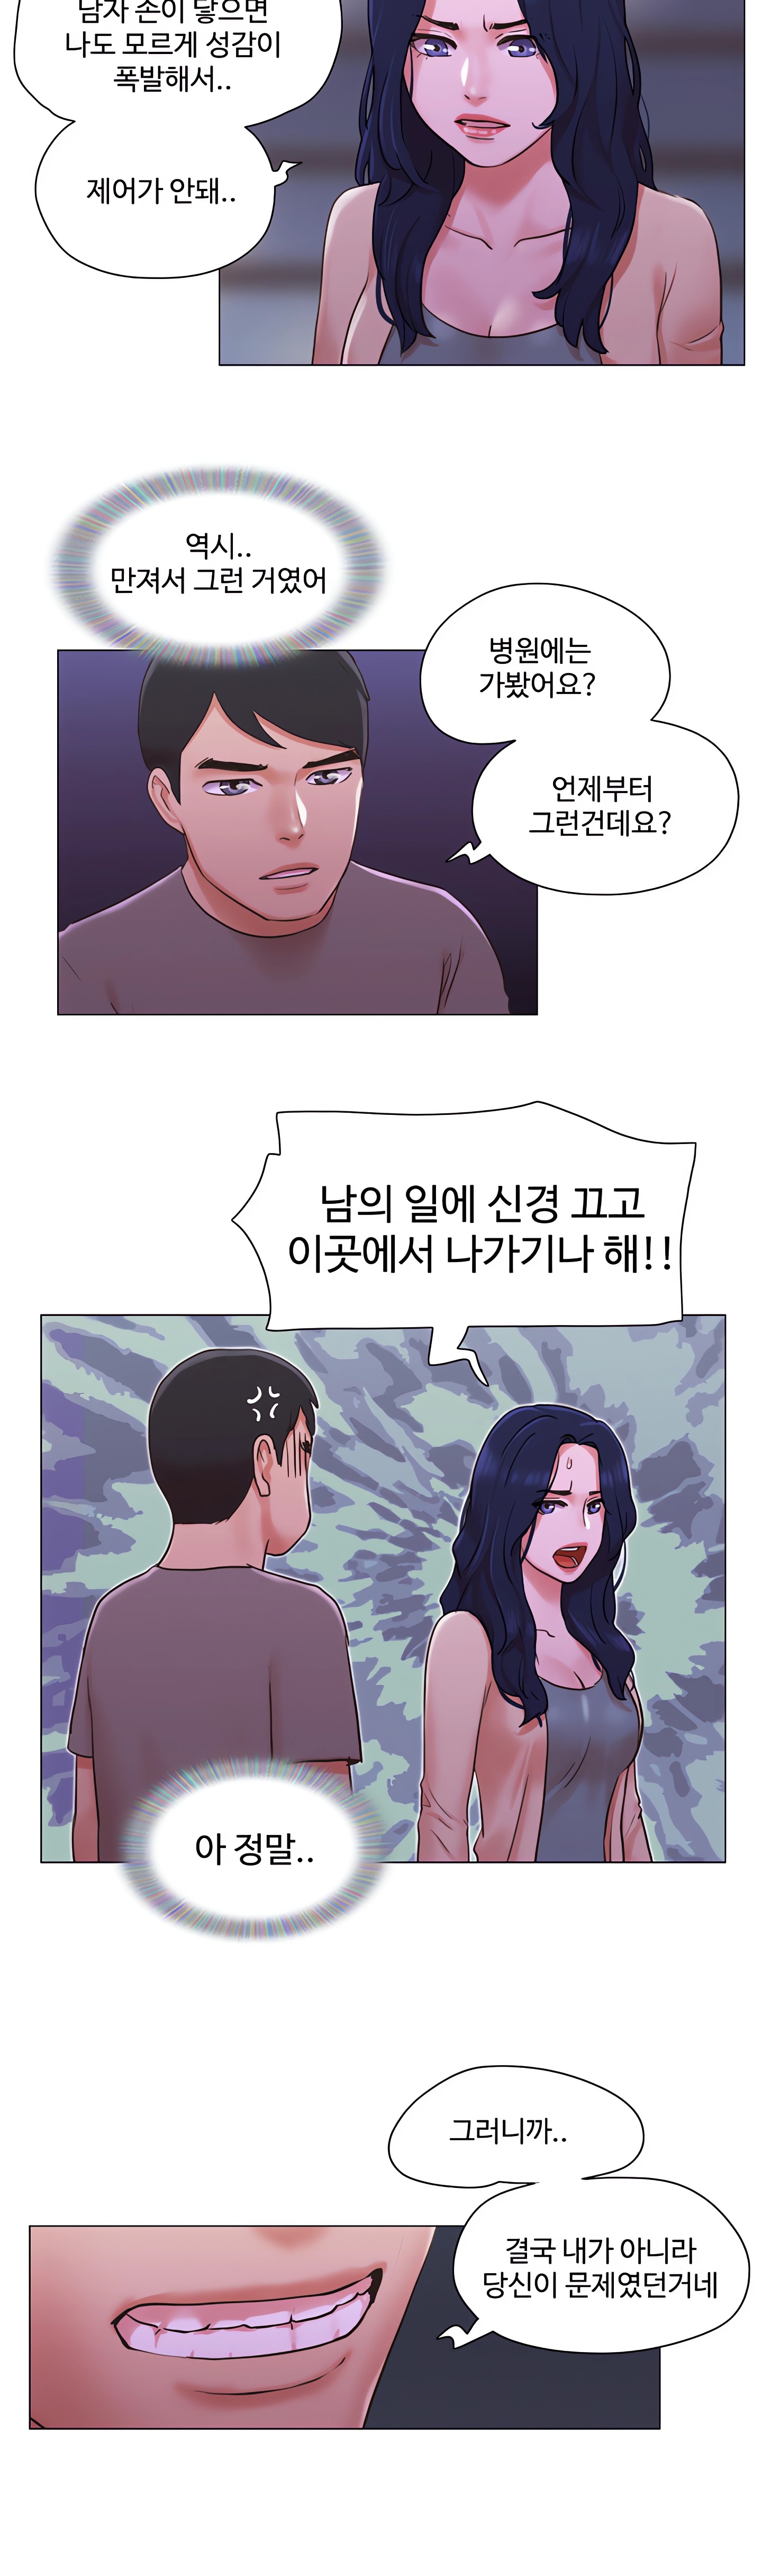 남자 손이 닿으면
나도 모르게 성감이
폭발해서..
제어가 안돼..
역시..
만져서 그런 거였어
병원에는
가봤어요?
언제부터
그런건데요?
남의 일에 신경 끄고
이곳에서 나가기나 해!!
아 정말..
그러니까..
결국 내가 아니라
당신이 문제였던거네